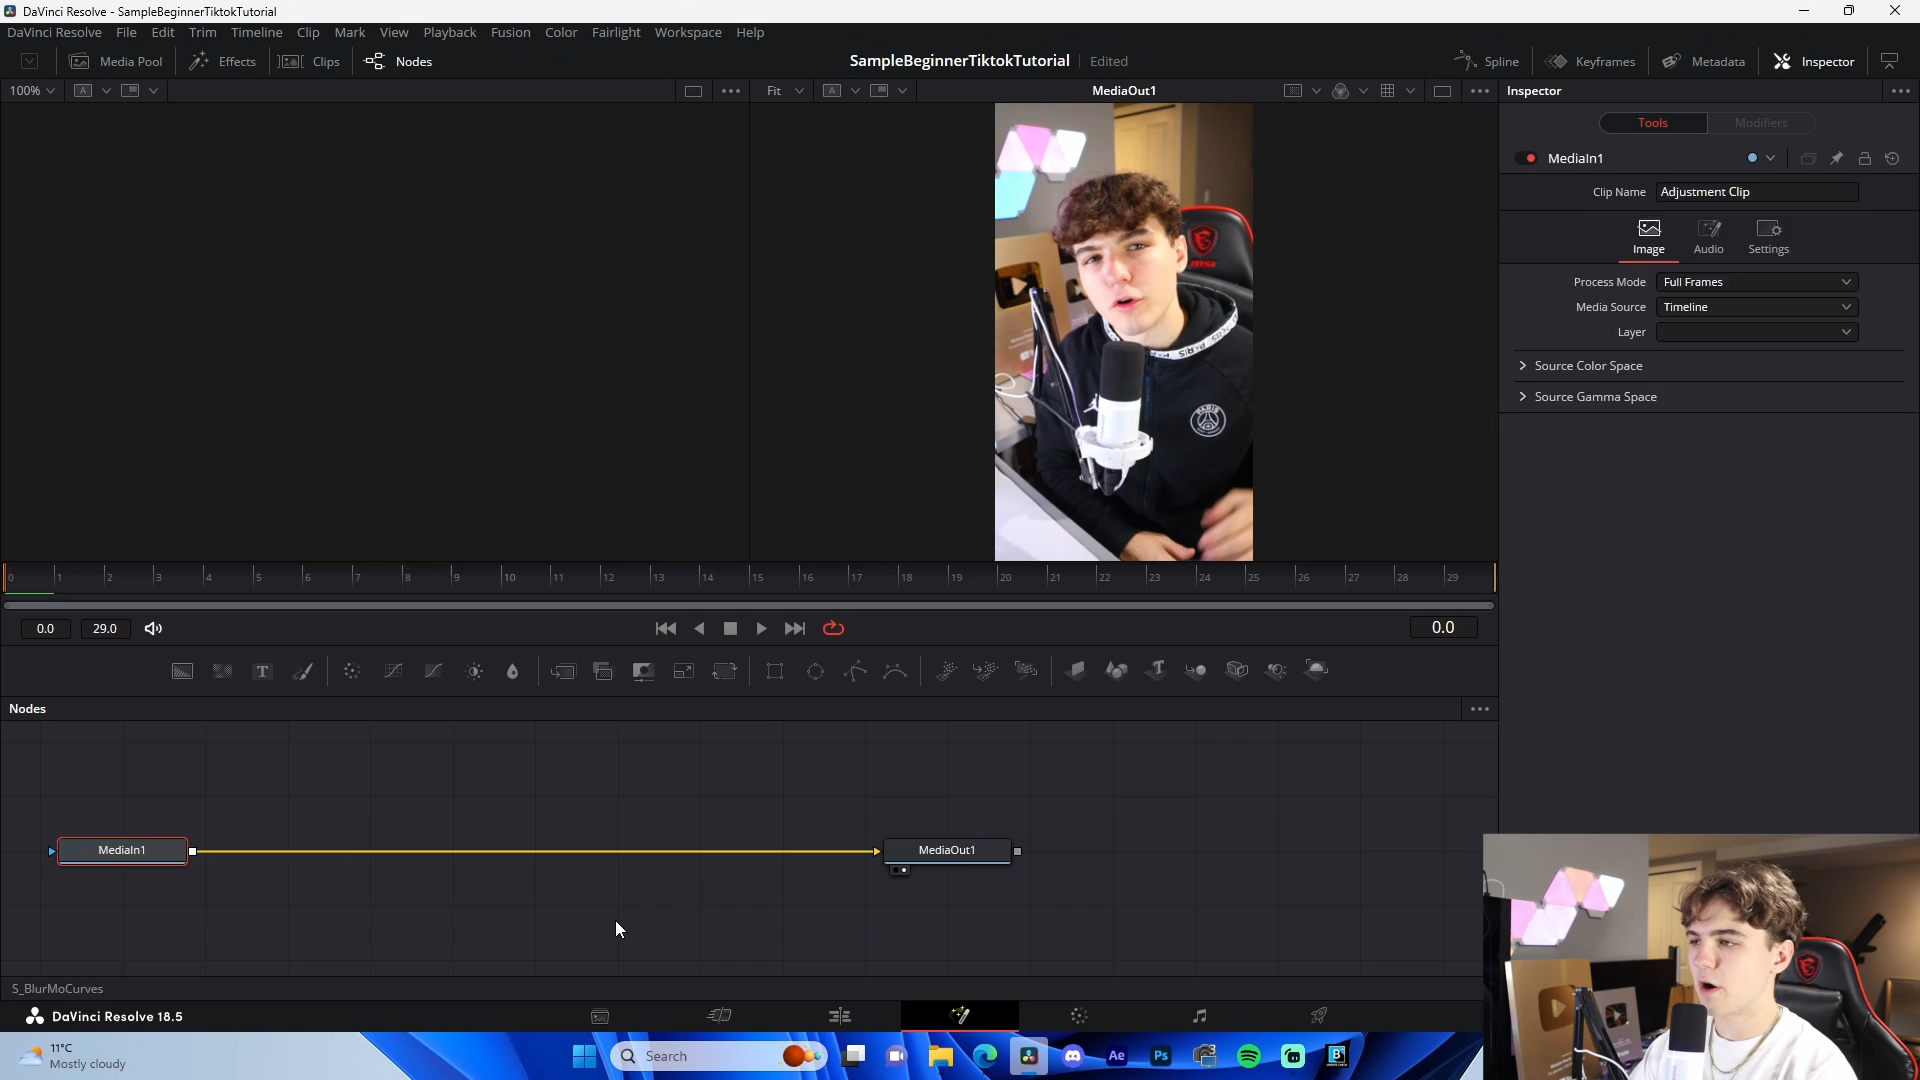 DaVinci Resolve - SampleBeginnerTiktokTutorial
DaVinci Resolve File Edit Trim Timeline Clip Mark View Playback Fusion Color Fairlight Workspace Help
Media Pool Effects Clips Nodes SampleBeginnerTiktokTutorial Edited Spline Keyframes Metadata Inspector
100% A Fit A MediaOut1 Inspector
Tools Modifiers
MediaIn1
Clip Name Adjustment Clip
Image Audio Settings
Process Mode Full Frames
Media Source Timeline
Layer
Source Color Space
Source Gamma Space
msi
PARIS
0 1 2 3 4 5 6 7 8 9 10 11 12 13 14 15 16 17 18 19 20 21 22 23 24 25 26 27 28 29
0.0 29.0 0.0
T T
Nodes
MediaIn1 MediaOut1
S_BlurMoCurves
DaVinci Resolve 18.5
11°C
Mostly cloudy
Search
Ae Ps